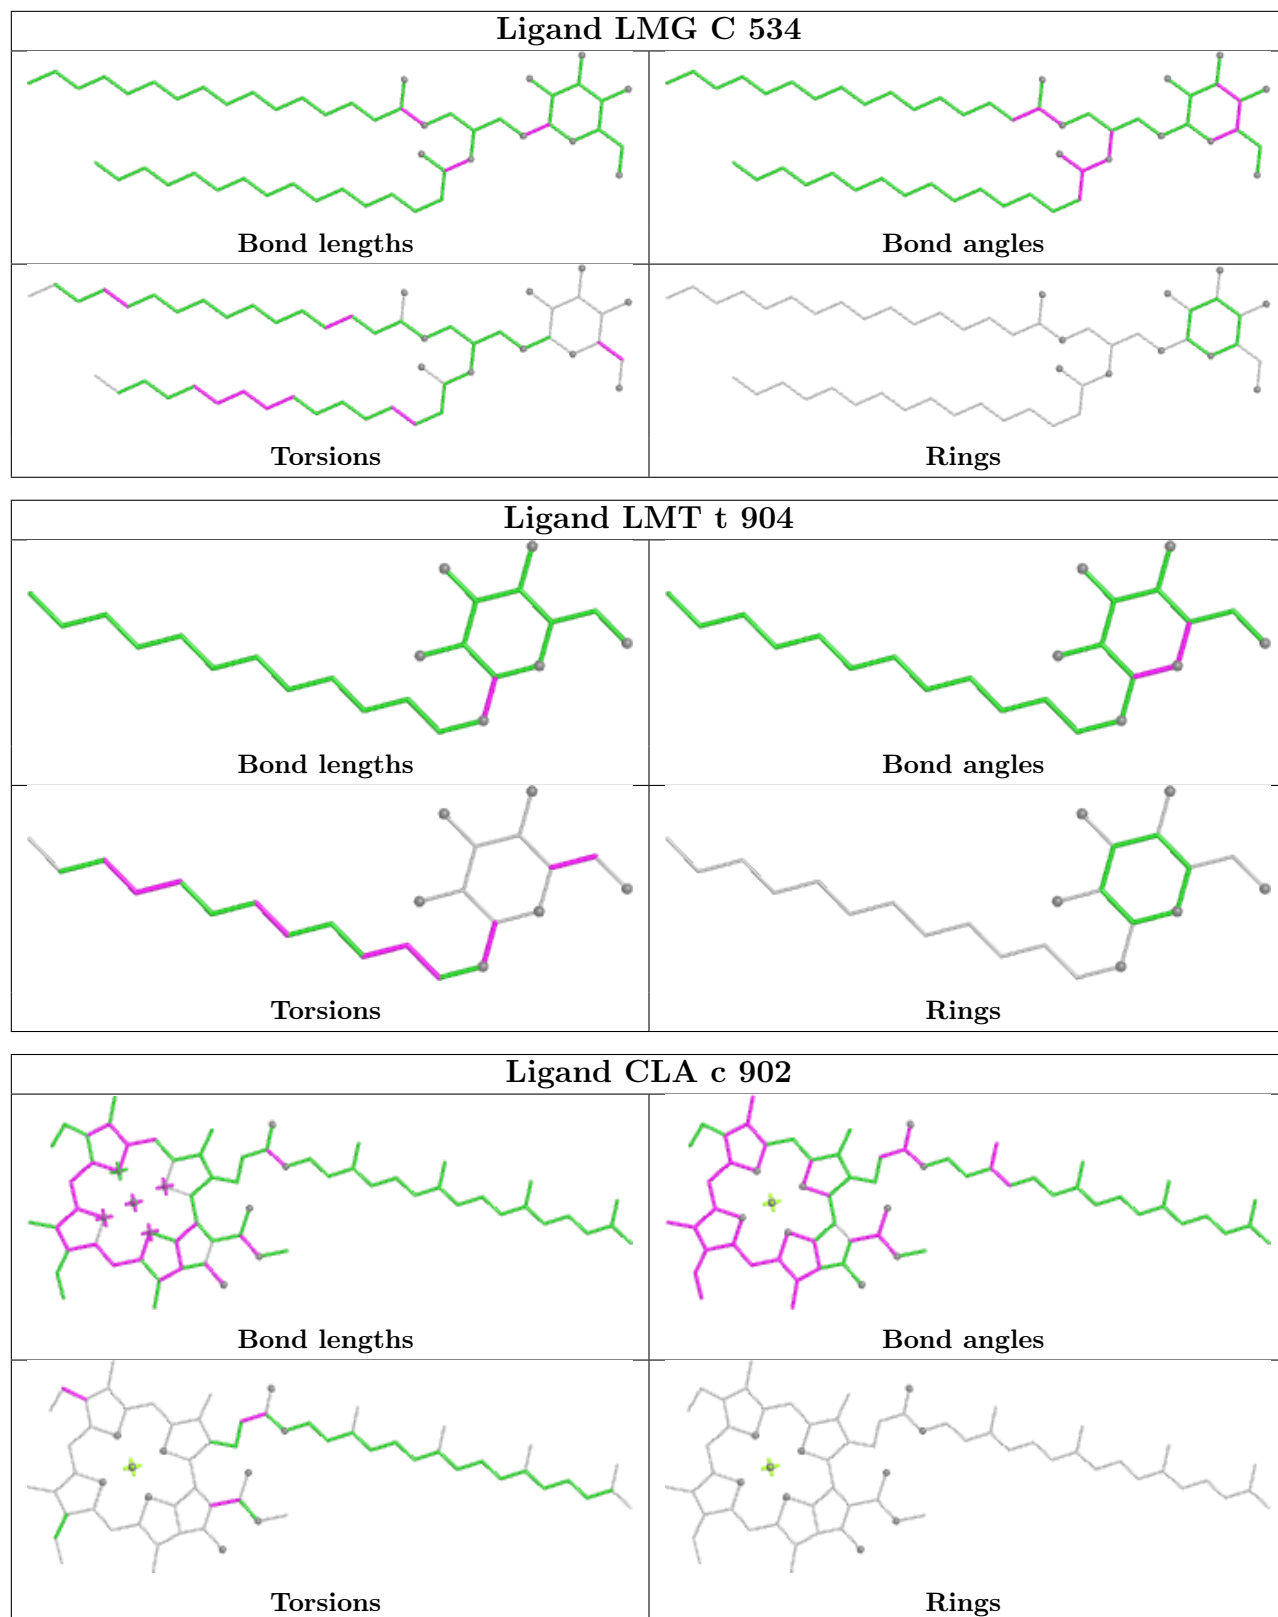 Ligand LMG C 534
Bond lengths
Bond angles
Torsions
Rings
Ligand LMT t 904
Bond lengths
Bond angles
Torsions
Rings
Ligand CLA c 902
Bond lengths
Bond angles
Torsions
Rings